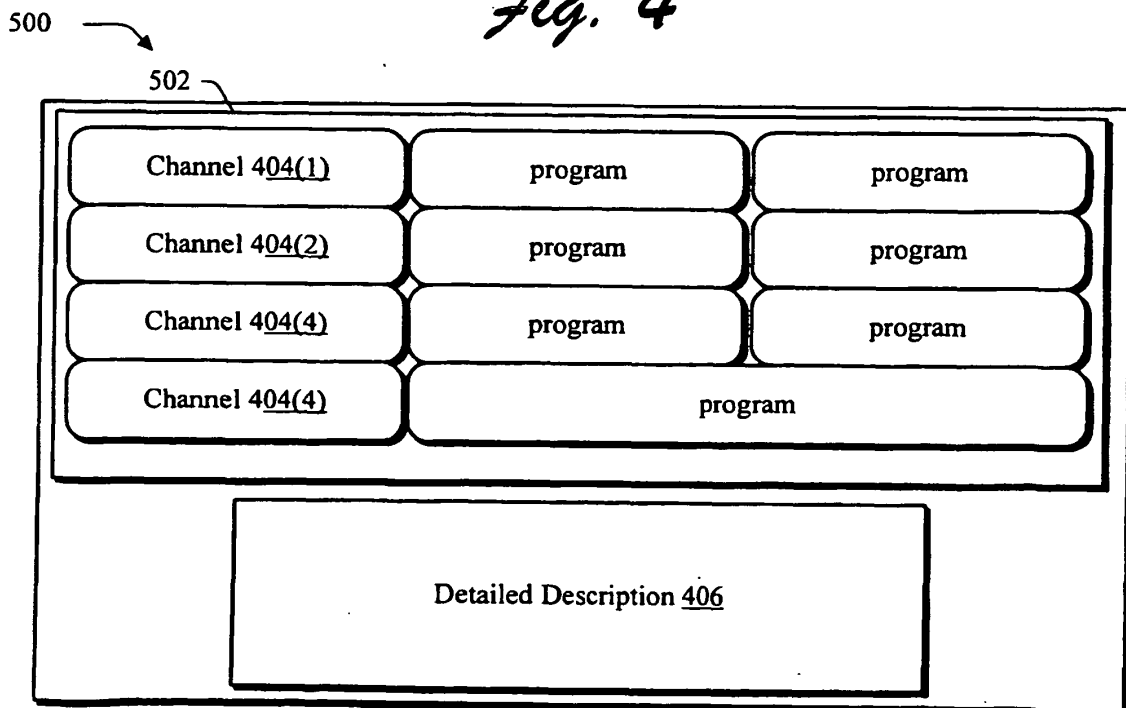 Fig. 4
500
502
Channel 404(1) program program
Channel 404(2) program program
Channel 404(4) program program
Channel 404(4) program
Detailed Description 406